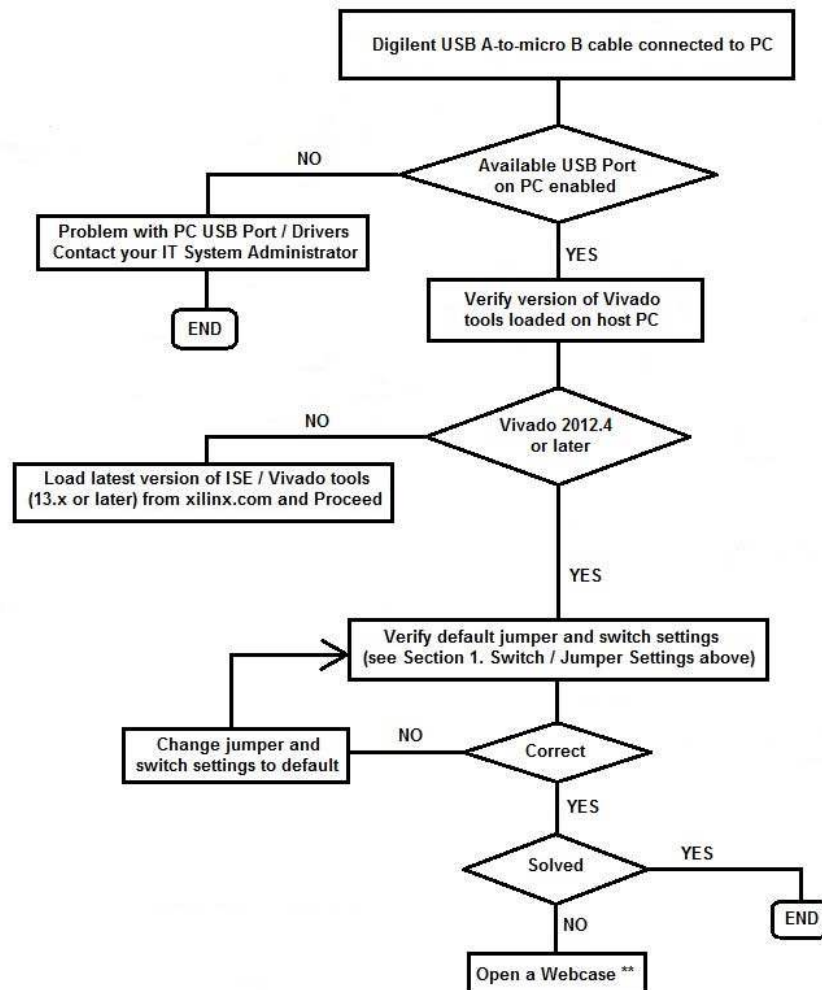 Digilent USB A-to-micro B cable connected to PC
NO
Available USB Port
on PC enabled
Problem with PC USB Port / Drivers
Contact your IT System Administrator
YES
END
Verify version of Vivado
tools loaded on host PC
NO
Vivado 2012.4
or later
Load latest version of ISE / Vivado tools
(13.x or later) from xilinx.com and Proceed
YES
Verify default jumper and switch settings
(see Section 1. Switch / Jumper Settings above)
Change jumper and
switch settings to default
NO
Correct
YES
Solved
YES
END
NO
Open a Webcase **